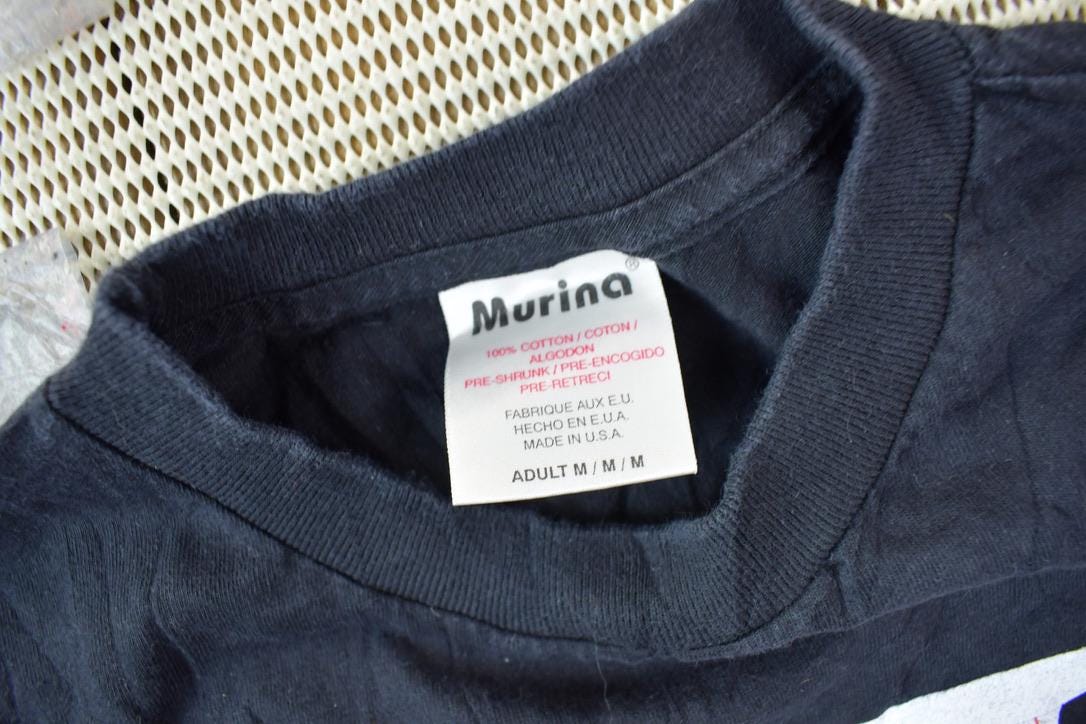 Murina®
100% COTTON / COTON /
ALGODON
PRE-SHRUNK / PRE-ENCOGIDO
PRE-RETRECI
FABRIQUE AUX E.U.
HECHO EN E.U.A.
MADE IN U.S.A.
ADULT M / M / M